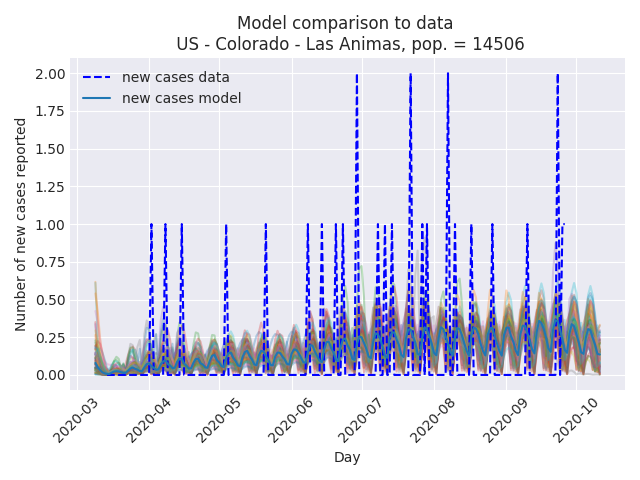 Model comparison to data
US - Colorado - Las Animas, pop. = 14506
new cases data
new cases model
Number of new cases reported
2.00
1.75
1.50
1.25
1.00
0.75
0.50
0.25
0.00
2020-03
2020-04
2020-05
2020-06
2020-07
2020-08
2020-09
2020-10
Day